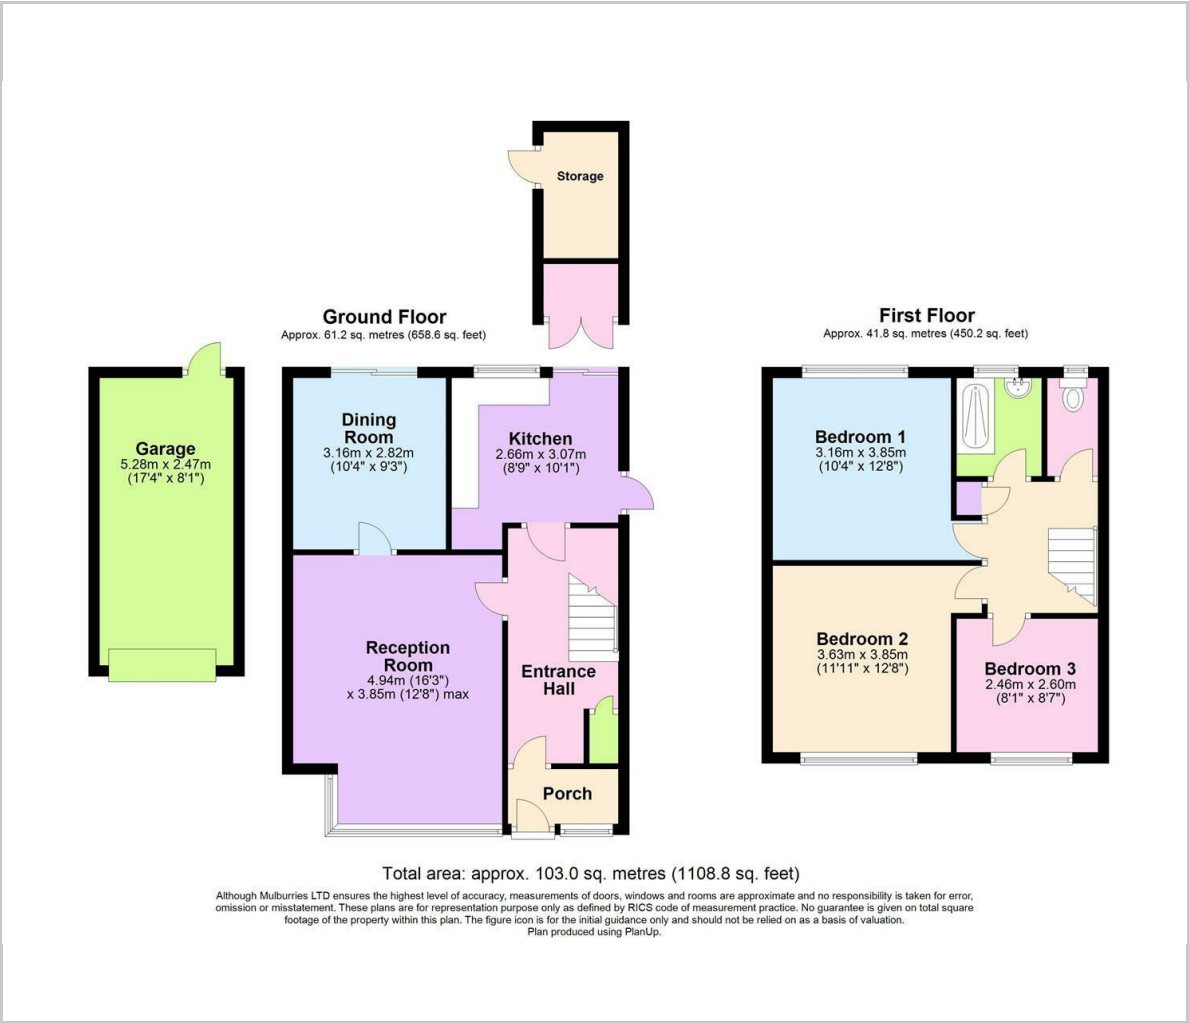 Storage
Ground Floor
Approx. 61.2 sq. metres (658.6 sq. feet)
First Floor
Approx. 41.8 sq. metres (450.2 sq. feet)
Garage
5.28m x 2.47m
(17'4" x 8'1")
Dining
Room
3.16m x 2.82m
(10'4" x 9'3")
Kitchen
2.66m x 3.07m
(8'9" x 10'1")
Bedroom 1
3.16m x 3.85m
(10'4" x 12'8")
Reception
Room
4.94m (16'3")
x 3.85m (12'8") max
Entrance
Hall
Bedroom 2
3.63m x 3.85m
(11'11" x 12'8")
Bedroom 3
2.46m x 2.60m
(8'1" x 8'7")
Porch
Total area: approx. 103.0 sq. metres (1108.8 sq. feet)
Although Mulburries LTD ensures the highest level of accuracy, measurements of doors, windows and rooms are approximate and no responsibility is taken for error,
omission or misstatement. These plans are for representation purpose only as defined by RICS code of measurement practice. No guarantee is given on total square
footage of the property within this plan. The figure icon is for the initial guidance only and should not be relied on as a basis of valuation.
Plan produced using PlanUp.